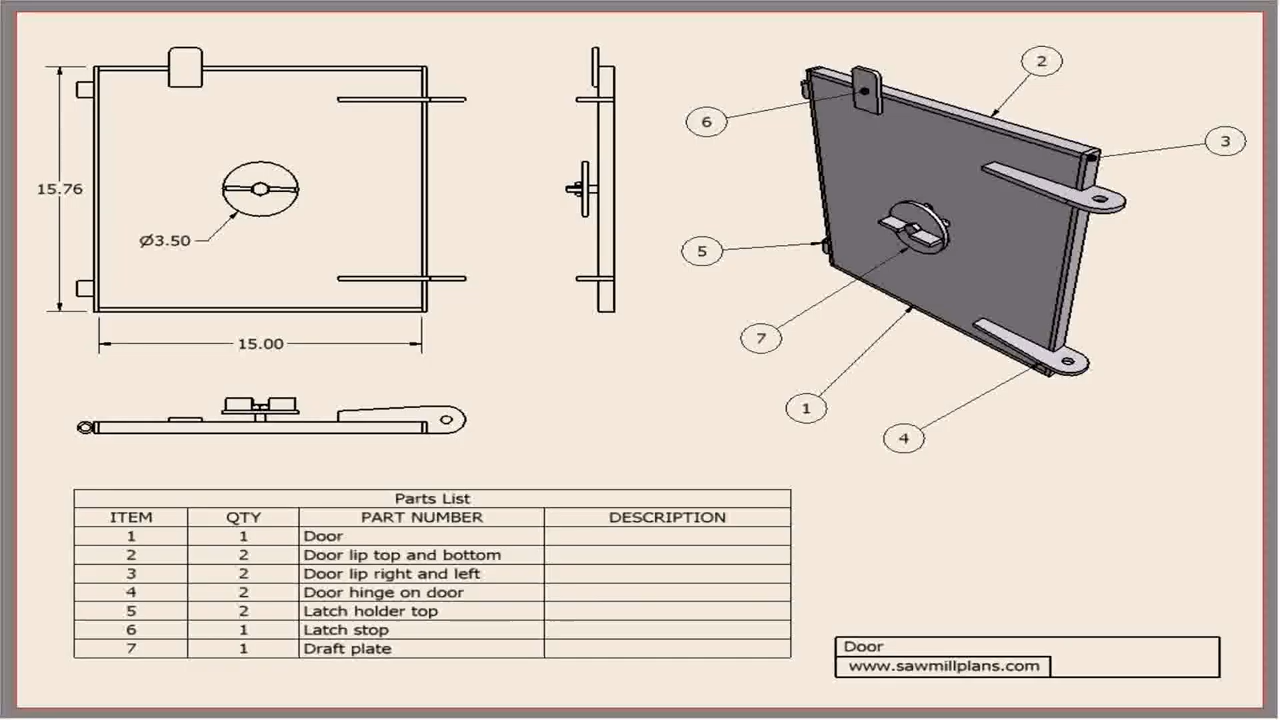 2
6
3
15.76
Ø3.50
5
7
15.00
1
4
Parts List
ITEM QTY PART NUMBER DESCRIPTION
1 1 Door
2 2 Door lip top and bottom
3 2 Door lip right and left
4 2 Door hinge on door
5 2 Latch holder top
6 1 Latch stop
7 1 Draft plate
Door
www.sawmillplans.com